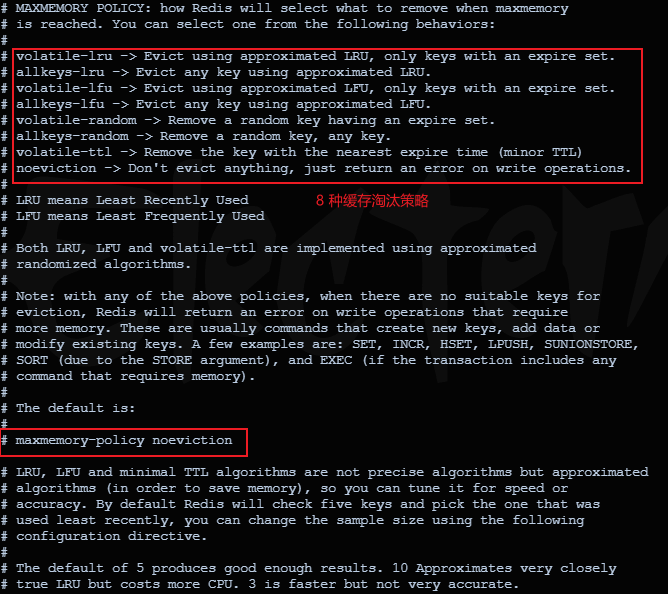 # MAXMEMORY POLICY: how Redis will select what to remove when maxmemory
# is reached. You can select one from the following behaviors:
#
# volatile-lru -> Evict using approximated LRU, only keys with an expire set.
# allkeys-lru -> Evict any key using approximated LRU.
# volatile-lfu -> Evict using approximated LFU, only keys with an expire set.
# allkeys-lfu -> Evict any key using approximated LFU.
# volatile-random -> Remove a random key having an expire set.
# allkeys-random -> Remove a random key, any key.
# volatile-ttl -> Remove the key with the nearest expire time (minor TTL)
# noeviction -> Don't evict anything, just return an error on write operations.
#
# LRU means Least Recently Used 8 种缓存淘汰策略
# LFU means Least Frequently Used
#
# Both LRU, LFU and volatile-ttl are implemented using approximated
# randomized algorithms.
#
# Note: with any of the above policies, when there are no suitable keys for
# eviction, Redis will return an error on write operations that require
# more memory. These are usually commands that create new keys, add data or
# modify existing keys. A few examples are: SET, INCR, HSET, LPUSH, SUNIONSTORE,
# SORT (due to the STORE argument), and EXEC (if the transaction includes any
# command that requires memory).
#
# The default is:
#
# maxmemory-policy noeviction

# LRU, LFU and minimal TTL algorithms are not precise algorithms but approximated
# algorithms (in order to save memory), so you can tune it for speed or
# accuracy. By default Redis will check five keys and pick the one that was
# used least recently, you can change the sample size using the following
# configuration directive.
#
# The default of 5 produces good enough results. 10 Approximates very closely
# true LRU but costs more CPU. 3 is faster but not very accurate.